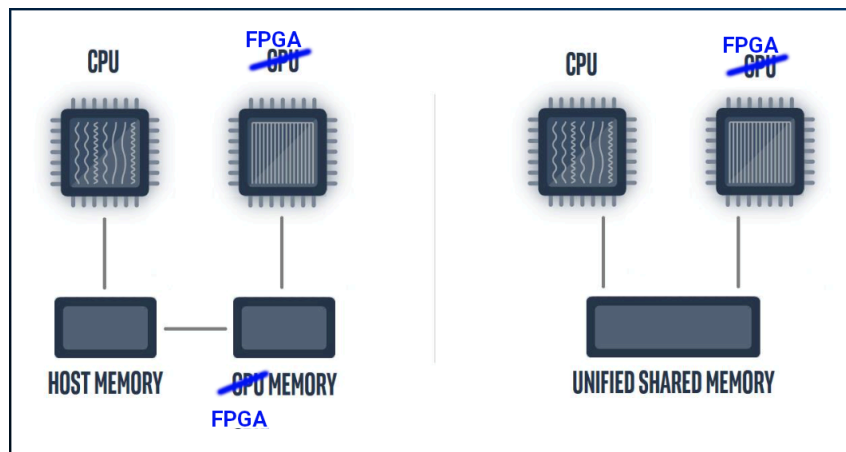 FPGA
CPU GPU
HOST MEMORY GPU MEMORY
FPGA
FPGA
CPU GPU
UNIFIED SHARED MEMORY